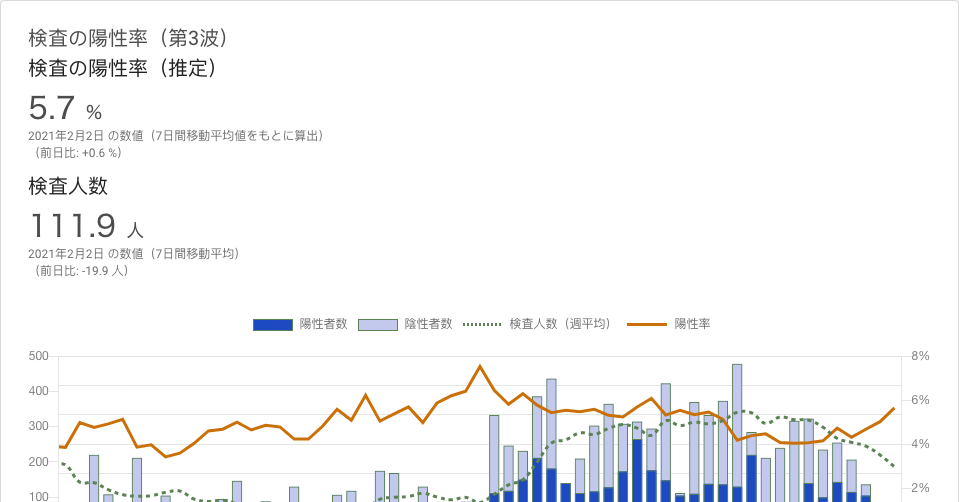 検査の陽性率（第3波）
検査の陽性率（推定）
5.7 %
2021年2月2日 の数値（7日間移動平均値をもとに算出）
（前日比: +0.6 %）
検査人数
111.9 人
2021年2月2日 の数値（7日間移動平均）
（前日比: -19.9 人）
陽性者数 陰性者数 検査人数（週平均） 陽性率
500 8%
400
6%
300
4%
200
100 2%